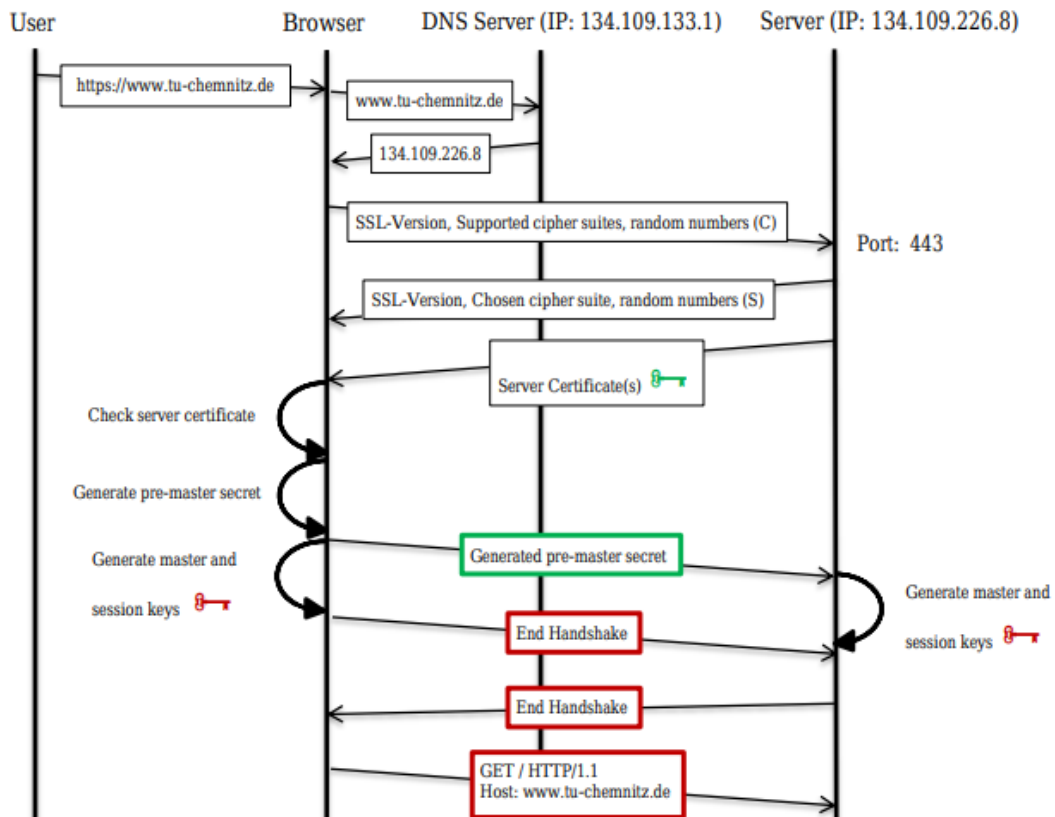 User
Browser
DNS Server (IP: 134.109.133.1)
Server (IP: 134.109.226.8)
https://www.tu-chemnitz.de
www.tu-chemnitz.de
134.109.226.8
SSL-Version, Supported cipher suites, random numbers (C)
Port: 443
SSL-Version, Chosen cipher suite, random numbers (S)
Server Certificate(s)
Check server certificate
Generate pre-master secret
Generated pre-master secret
Generate master and
session keys
Generate master and
session keys
End Handshake
End Handshake
GET / HTTP/1.1
Host: www.tu-chemnitz.de